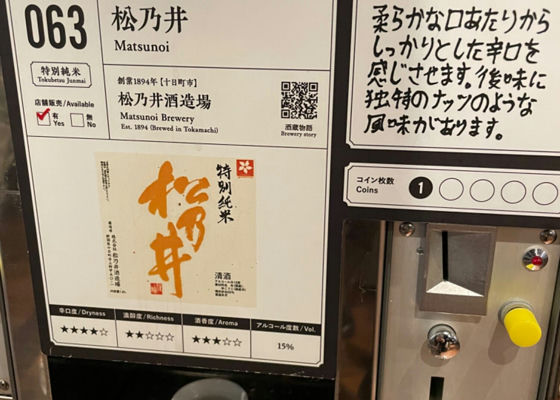 063
松乃井
Matsunoi
特別純米
Tokubetsu Junmai
店舗販売/Available
有
Yes
無
No
創業1894年【十日町市】
松乃井酒造場
Matsunoi Brewery
Est. 1894 (Brewed in Tokamachi)
酒蔵物語
Brewery story
特別純米
松乃井
清酒
辛口度/Dryness
★★★★☆
濃醇度/Richness
★★☆☆☆
酒香度/Aroma
★★★☆☆
アルコール度数/Vol.
15%
柔らかな口あたりから
しっかりとした辛口を
感じさせます。後味に
独特のナッツのような
風味があります。
コイン枚数
Coins
1